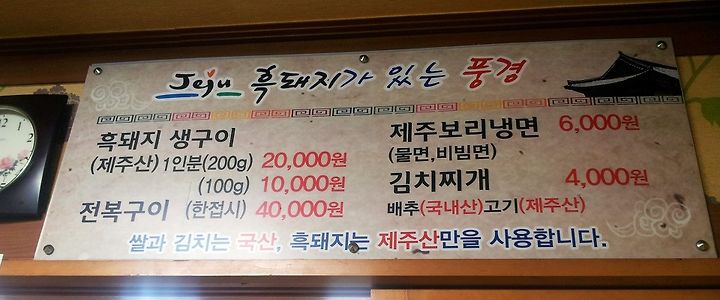 Jeju 흑돼지가 있는 풍경
흑돼지 생구이
(제주산) 1인분(200g) 20,000원
(100g) 10,000원
전복구이 (한접시) 40,000원
제주보리냉면 6,000원
(물면,비빔면)
김치찌개 4,000원
배추(국내산)고기(제주산)
쌀과 김치는 국산, 흑돼지는 제주산만을 사용합니다.